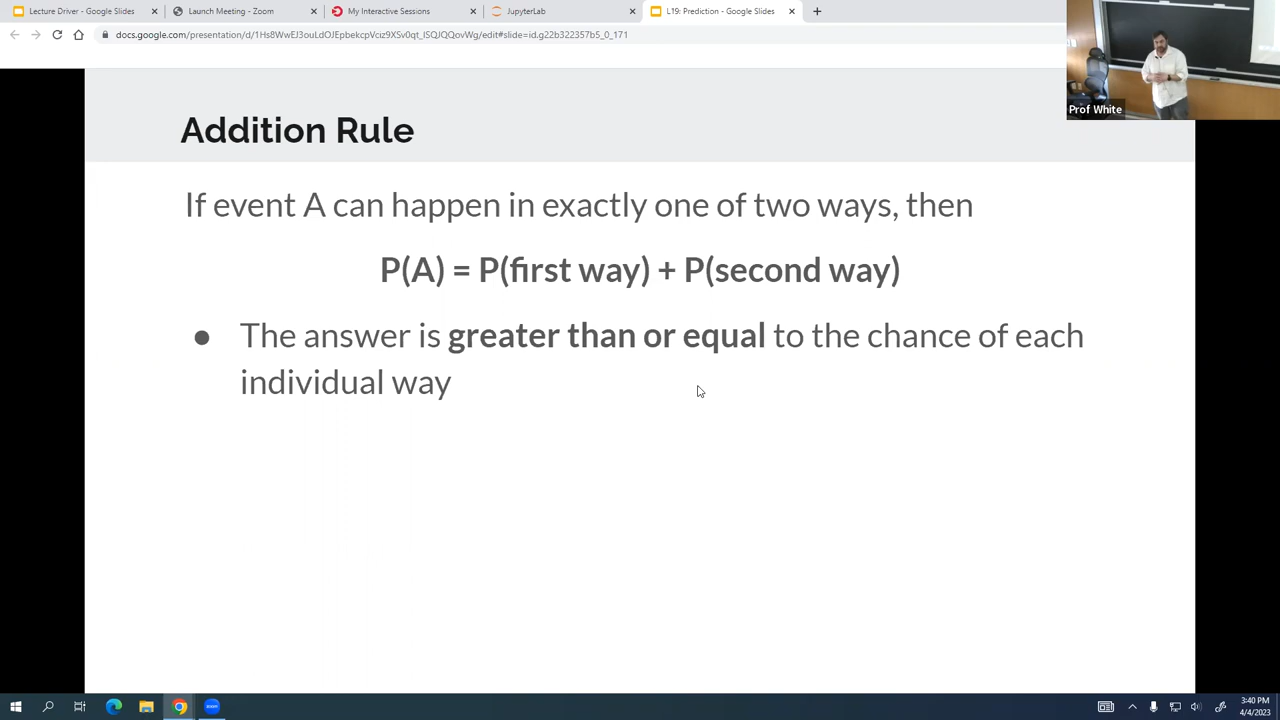 Lecture Driver - Google Slides
Launch Meeting - Zoom
My Interactive Sessions
JupyterLab
L19: Prediction - Google Slides
Prof White
Addition Rule
If event A can happen in exactly one of two ways, then
P(A) = P(first way) + P(second way)
● The answer is greater than or equal to the chance of each
individual way
zoom
3:40 PM
4/4/2023